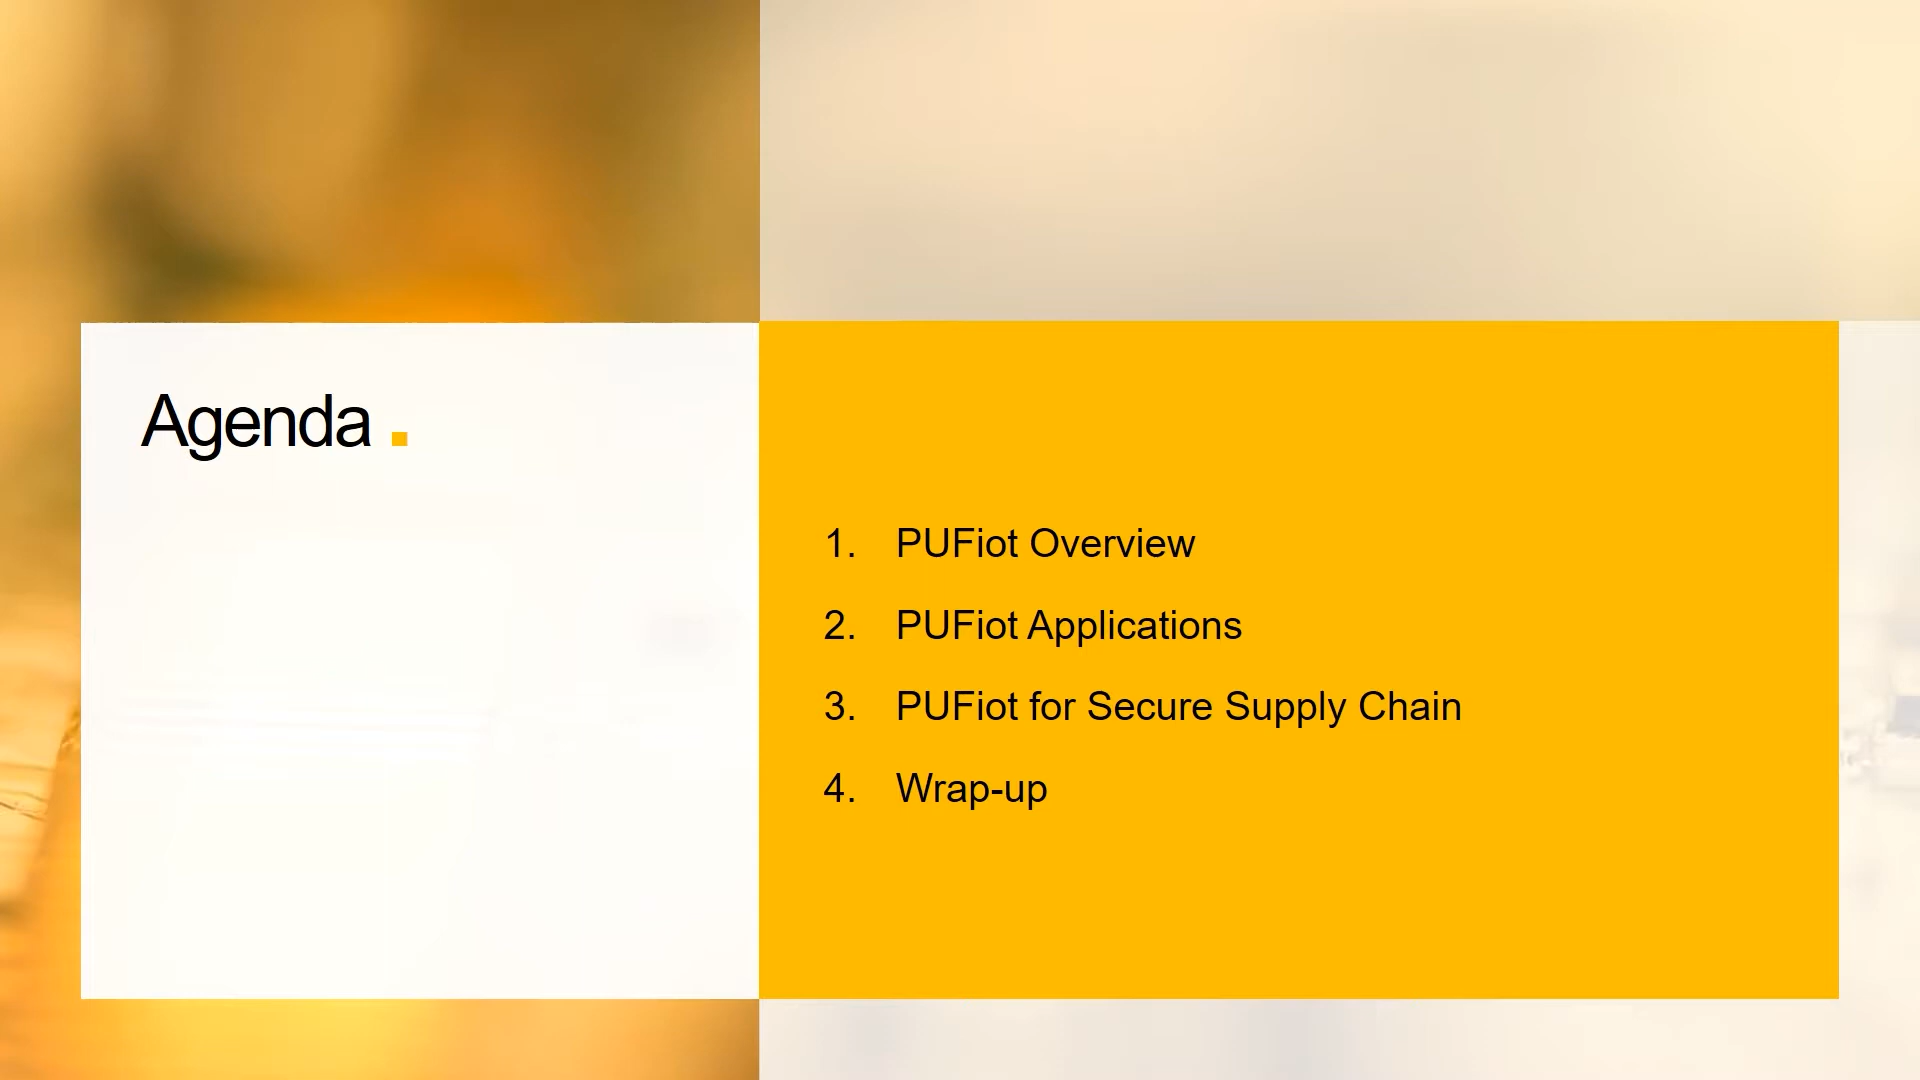 Agenda .
1. PUFiot Overview
2. PUFiot Applications
3. PUFiot for Secure Supply Chain
4. Wrap-up